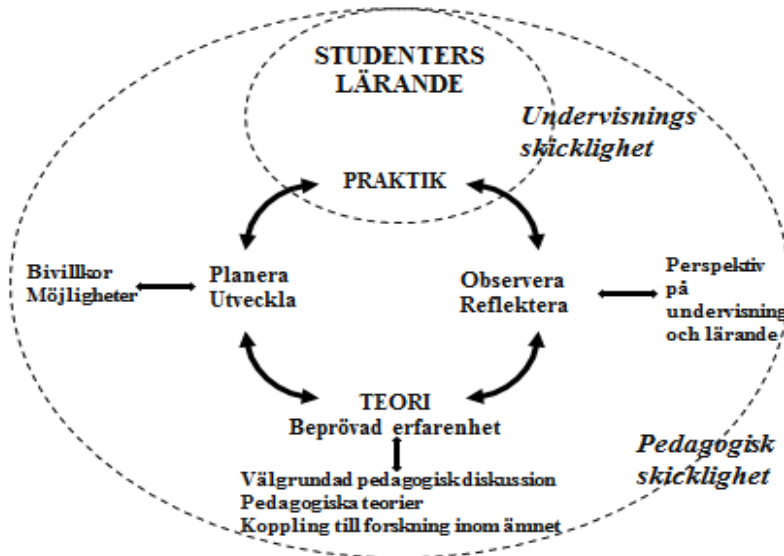 STUDENTERS
LÄRANDE
Undervisnings
skicklighet
PRAKTIK
Bivillkor
Möjligheter
Planera
Utveckla
Observera
Reflektera
Perspektiv
på
undervisning
och lärande
TEORI
Beprövad erfarenhet
Pedagogisk
skicklighet
Välgrundad pedagogisk diskussion
Pedagogiska teorier
Koppling till forskning inom ämnet